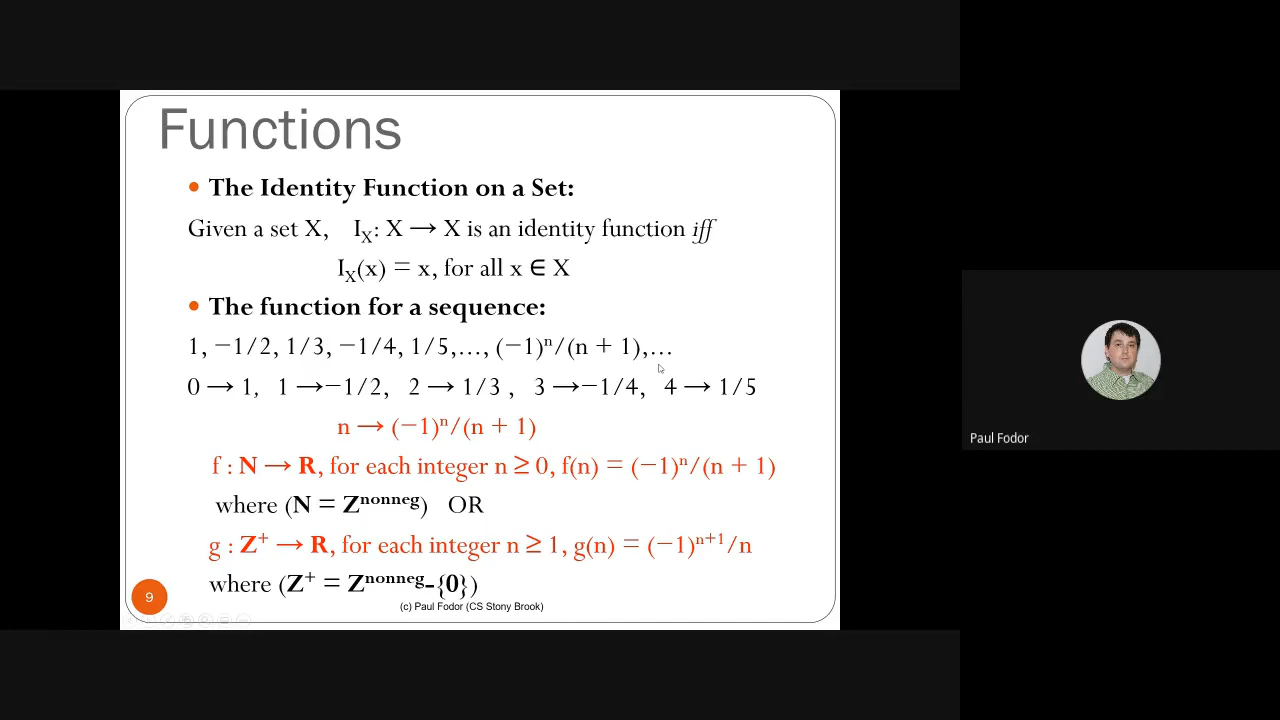 Functions
• The Identity Function on a Set:
Given a set X, I_X: X → X is an identity function iff
I_X(x) = x, for all x ∈ X
• The function for a sequence:
1, −1/2, 1/3, −1/4, 1/5,…, (−1)ⁿ/(n + 1),…
0 → 1, 1 →−1/2, 2 → 1/3 , 3 →−1/4, 4 → 1/5
n → (−1)ⁿ/(n + 1)
f : N → R, for each integer n ≥ 0, f(n) = (−1)ⁿ/(n + 1)
where (N = Z^nonneg) OR
g : Z⁺ → R, for each integer n ≥ 1, g(n) = (−1)ⁿ⁺¹/n
where (Z⁺ = Z^nonneg-{0})
9
(c) Paul Fodor (CS Stony Brook)
Paul Fodor